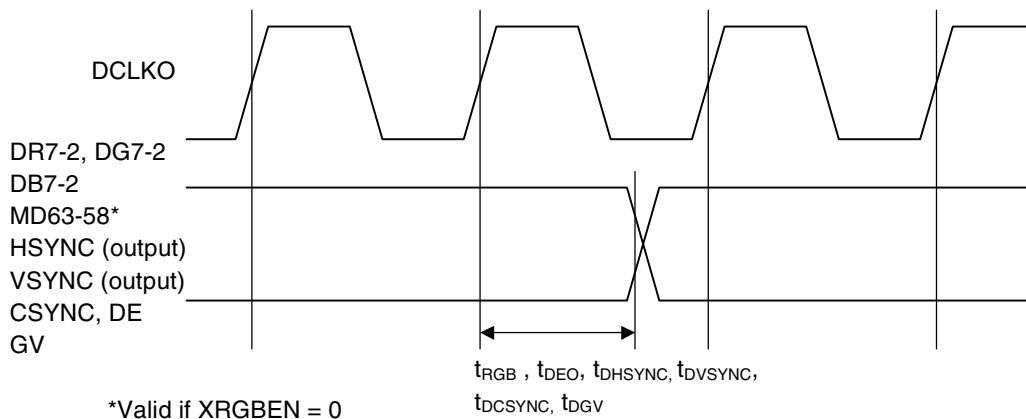 DCLKO
DR7-2, DG7-2
DB7-2
MD63-58*
HSYNC (output)
VSYNC (output)
CSYNC, DE
GV
tRGB , tDEO, tDHSYNC, tDVSYNC,
tDCSYNC, tDGV
*Valid if XRGBEN = 0